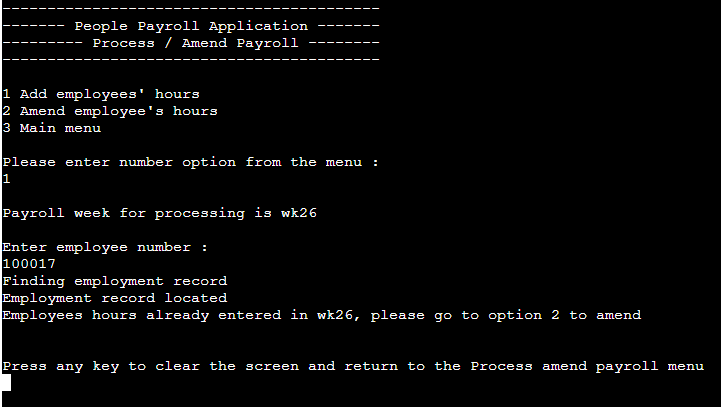 ------------------------------------------
------- People Payroll Application -------
--------- Process / Amend Payroll --------
------------------------------------------
1 Add employees' hours
2 Amend employee's hours
3 Main menu
Please enter number option from the menu :
1
Payroll week for processing is wk26
Enter employee number :
100017
Finding employment record
Employment record located
Employees hours already entered in wk26, please go to option 2 to amend
Press any key to clear the screen and return to the Process amend payroll menu